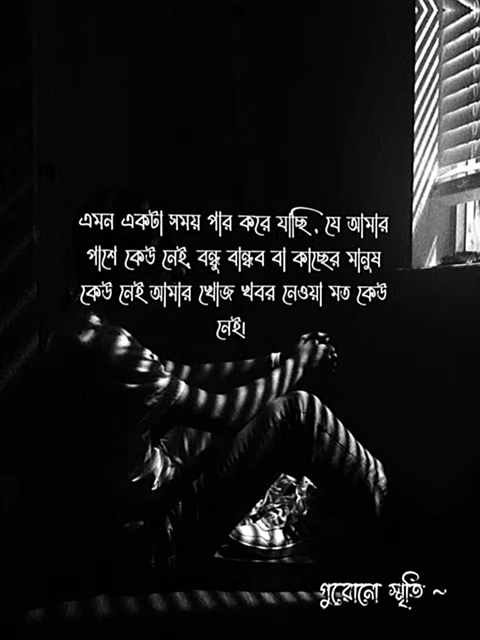 এমন একটা সময় পার করে যাচ্ছি , যে আমার
পাশে কেউ নেই, বন্ধু বান্ধব বা কাছের মানুষ
কেউ নেই আমার খোঁজ খবর নেওয়া মত কেউ
নেই।
পুরোনো স্মৃতি ~